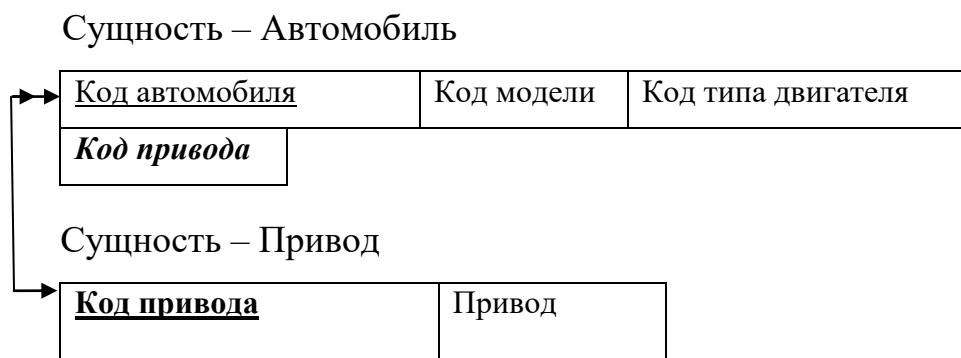 Сущность – Автомобиль
Код автомобиля Код модели Код типа двигателя
Код привода
Сущность – Привод
Код привода Привод